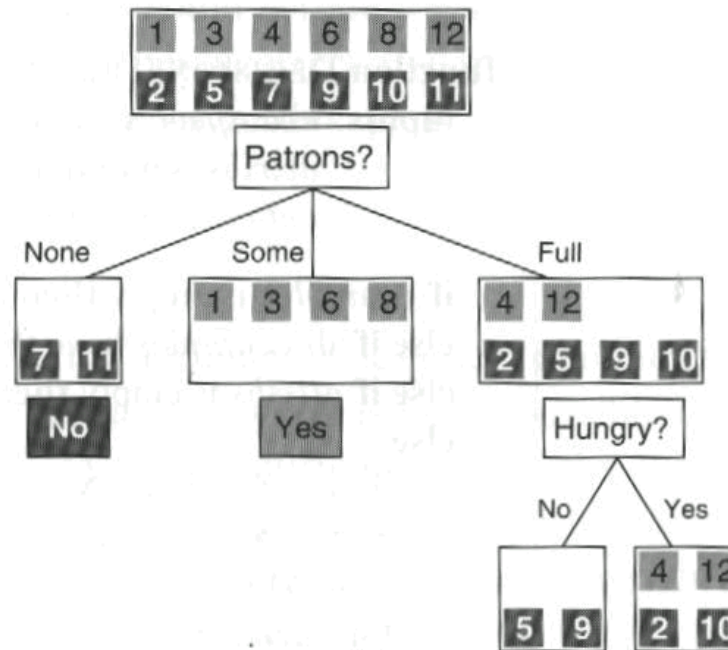 1 3 4 6 8 12
2 5 7 9 10 11
Patrons?
None Some Full
1 3 6 8 4 12
7 11 2 5 9 10
No Yes Hungry?
No Yes
4 12
5 9 2 10